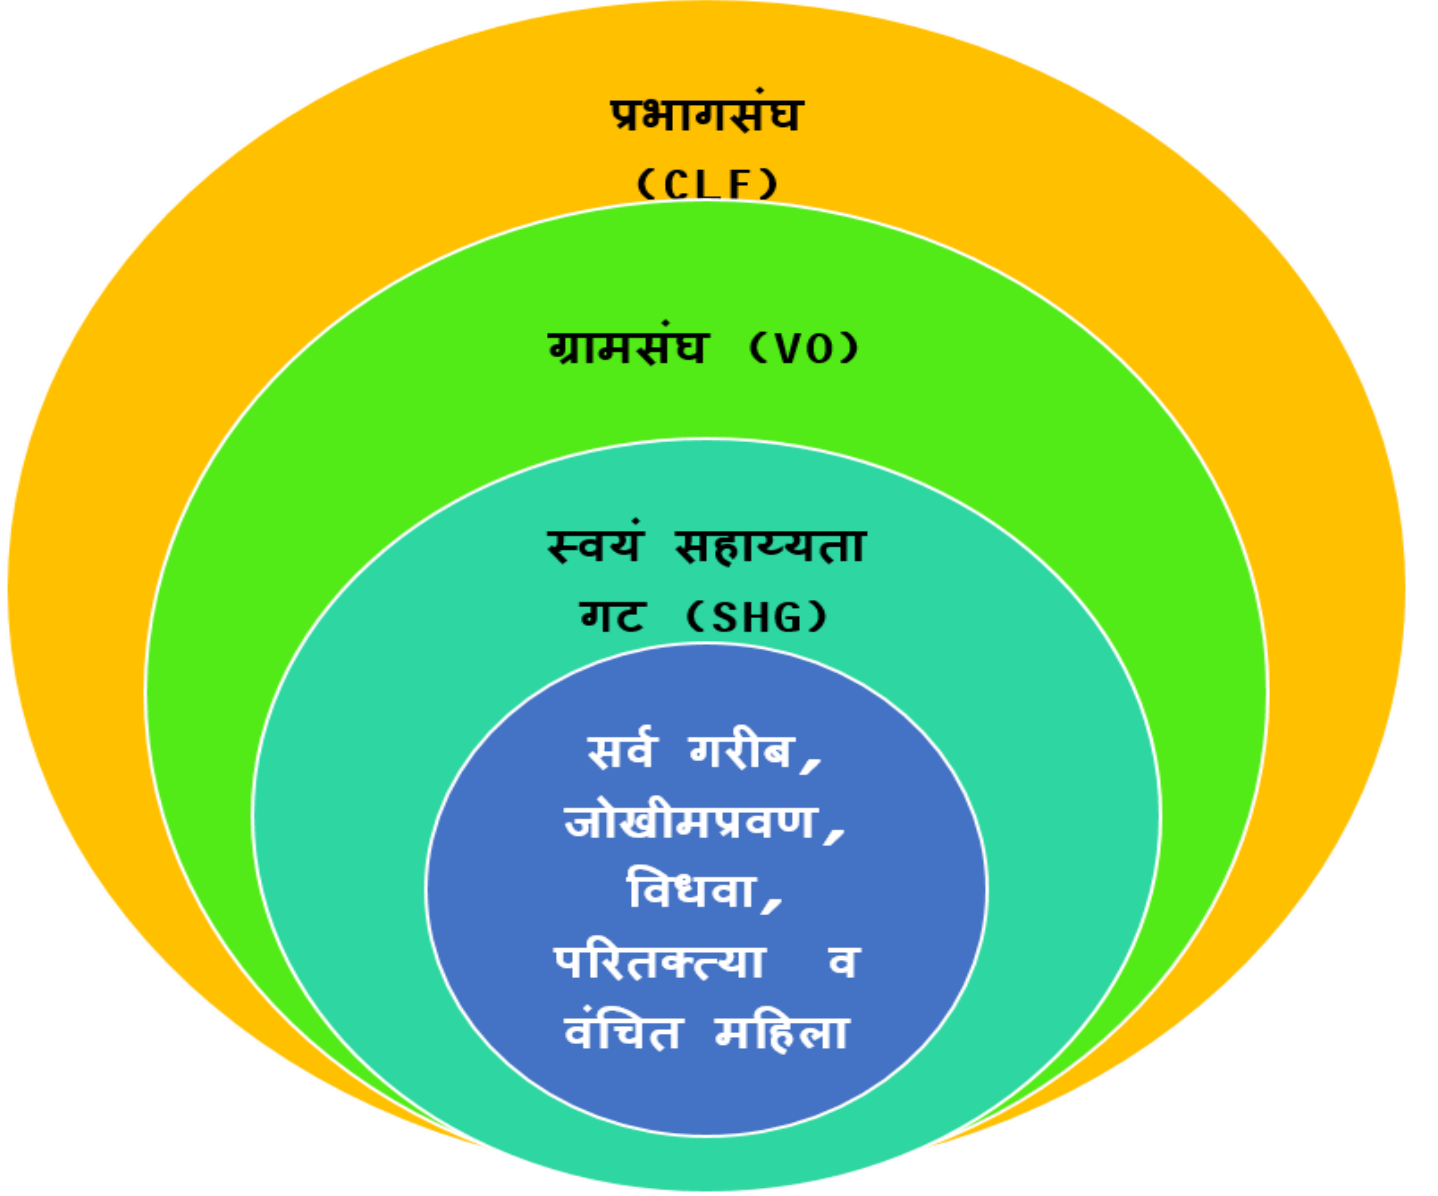 प्रभागसंघ
(CLF)
ग्रामसंघ (VO)
स्वयं सहाय्यता
गट (SHG)
सर्व गरीब,
जोखीमप्रवण,
विधवा,
परितक्त्या व
वंचित महिला